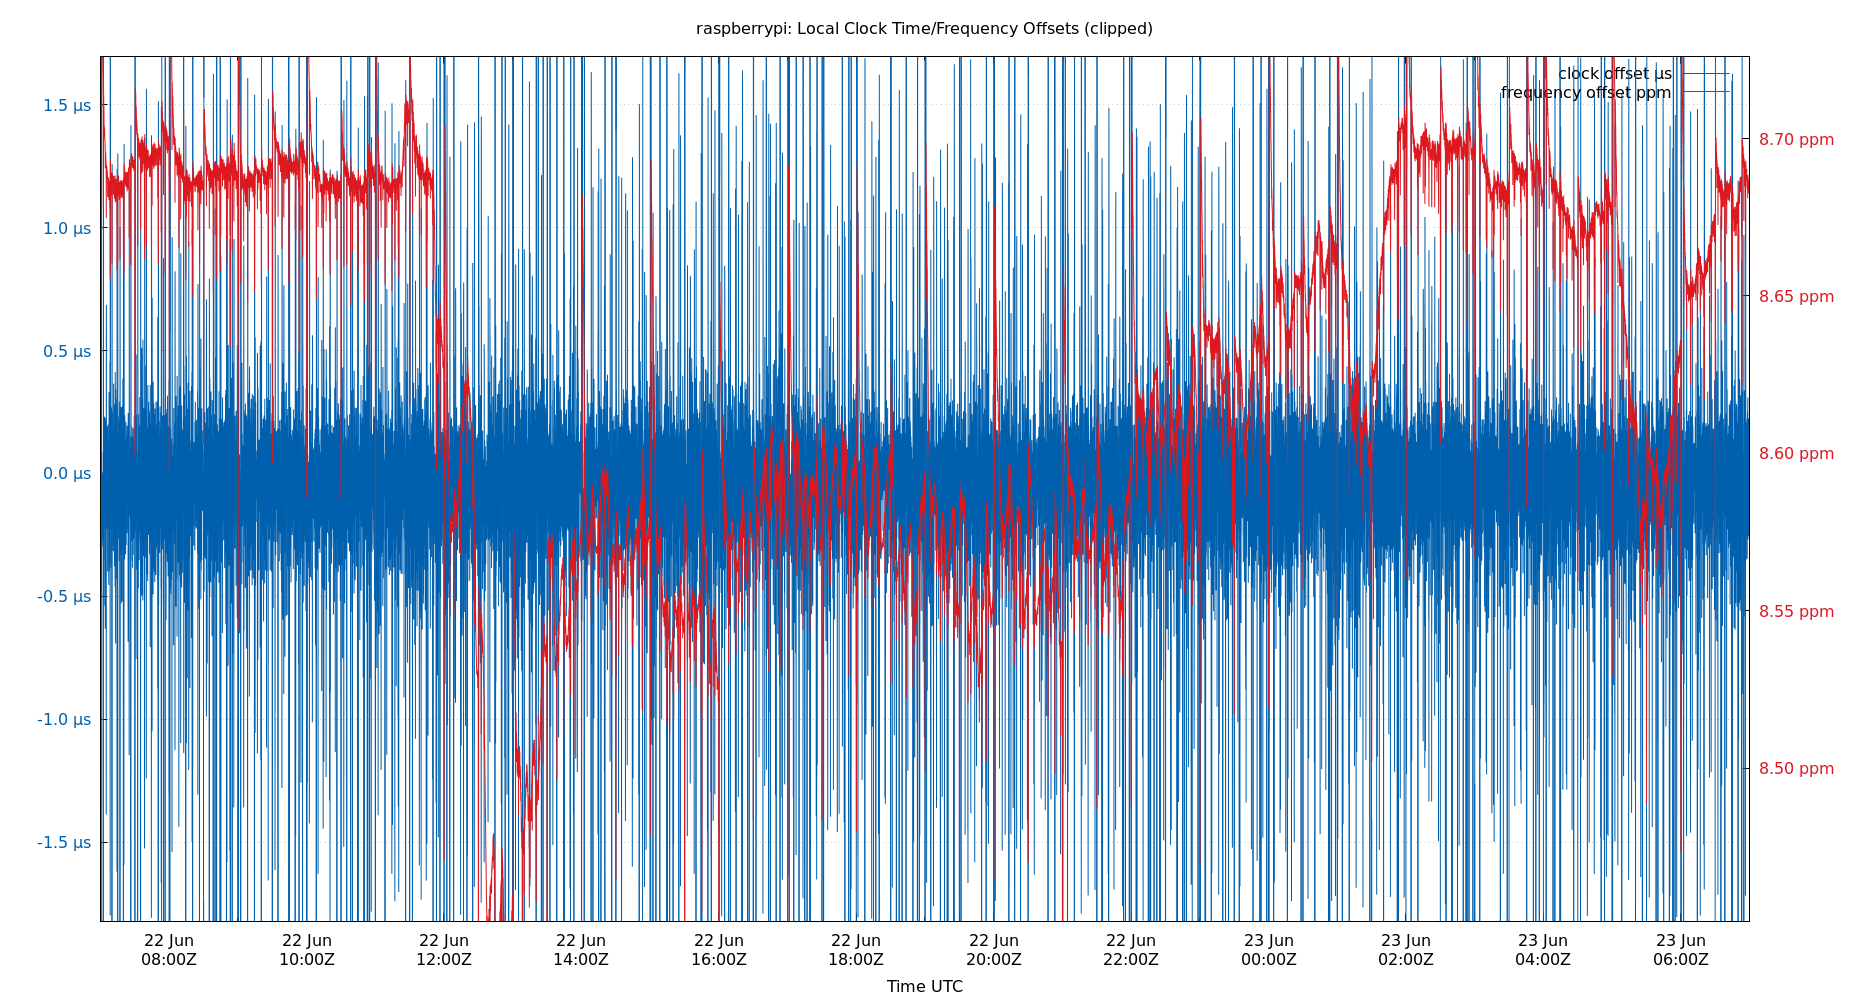 raspberrypi: Local Clock Time/Frequency Offsets (clipped)
clock offset µs
frequency offset ppm
1.5 µs
1.0 µs
0.5 µs
0.0 µs
-0.5 µs
-1.0 µs
-1.5 µs
8.70 ppm
8.65 ppm
8.60 ppm
8.55 ppm
8.50 ppm
22 Jun 22 Jun 22 Jun 22 Jun 22 Jun 22 Jun 22 Jun 22 Jun 23 Jun 23 Jun 23 Jun 23 Jun
08:00Z 10:00Z 12:00Z 14:00Z 16:00Z 18:00Z 20:00Z 22:00Z 00:00Z 02:00Z 04:00Z 06:00Z
Time UTC